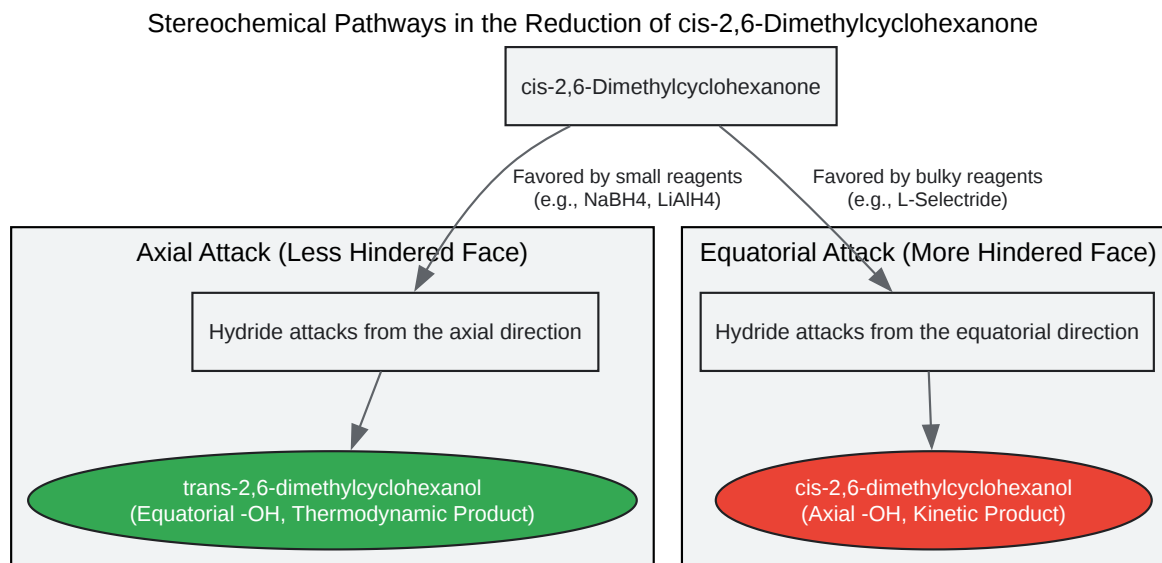 Stereochemical Pathways in the Reduction of cis-2,6-Dimethylcyclohexanone
cis-2,6-Dimethylcyclohexanone
Favored by small reagents
(e.g., NaBH4, LiAlH4)
Favored by bulky reagents
(e.g., L-Selectride)
Axial Attack (Less Hindered Face)
Equatorial Attack (More Hindered Face)
Hydride attacks from the axial direction
Hydride attacks from the equatorial direction
trans-2,6-dimethylcyclohexanol
(Equatorial -OH, Thermodynamic Product)
cis-2,6-dimethylcyclohexanol
(Axial -OH, Kinetic Product)